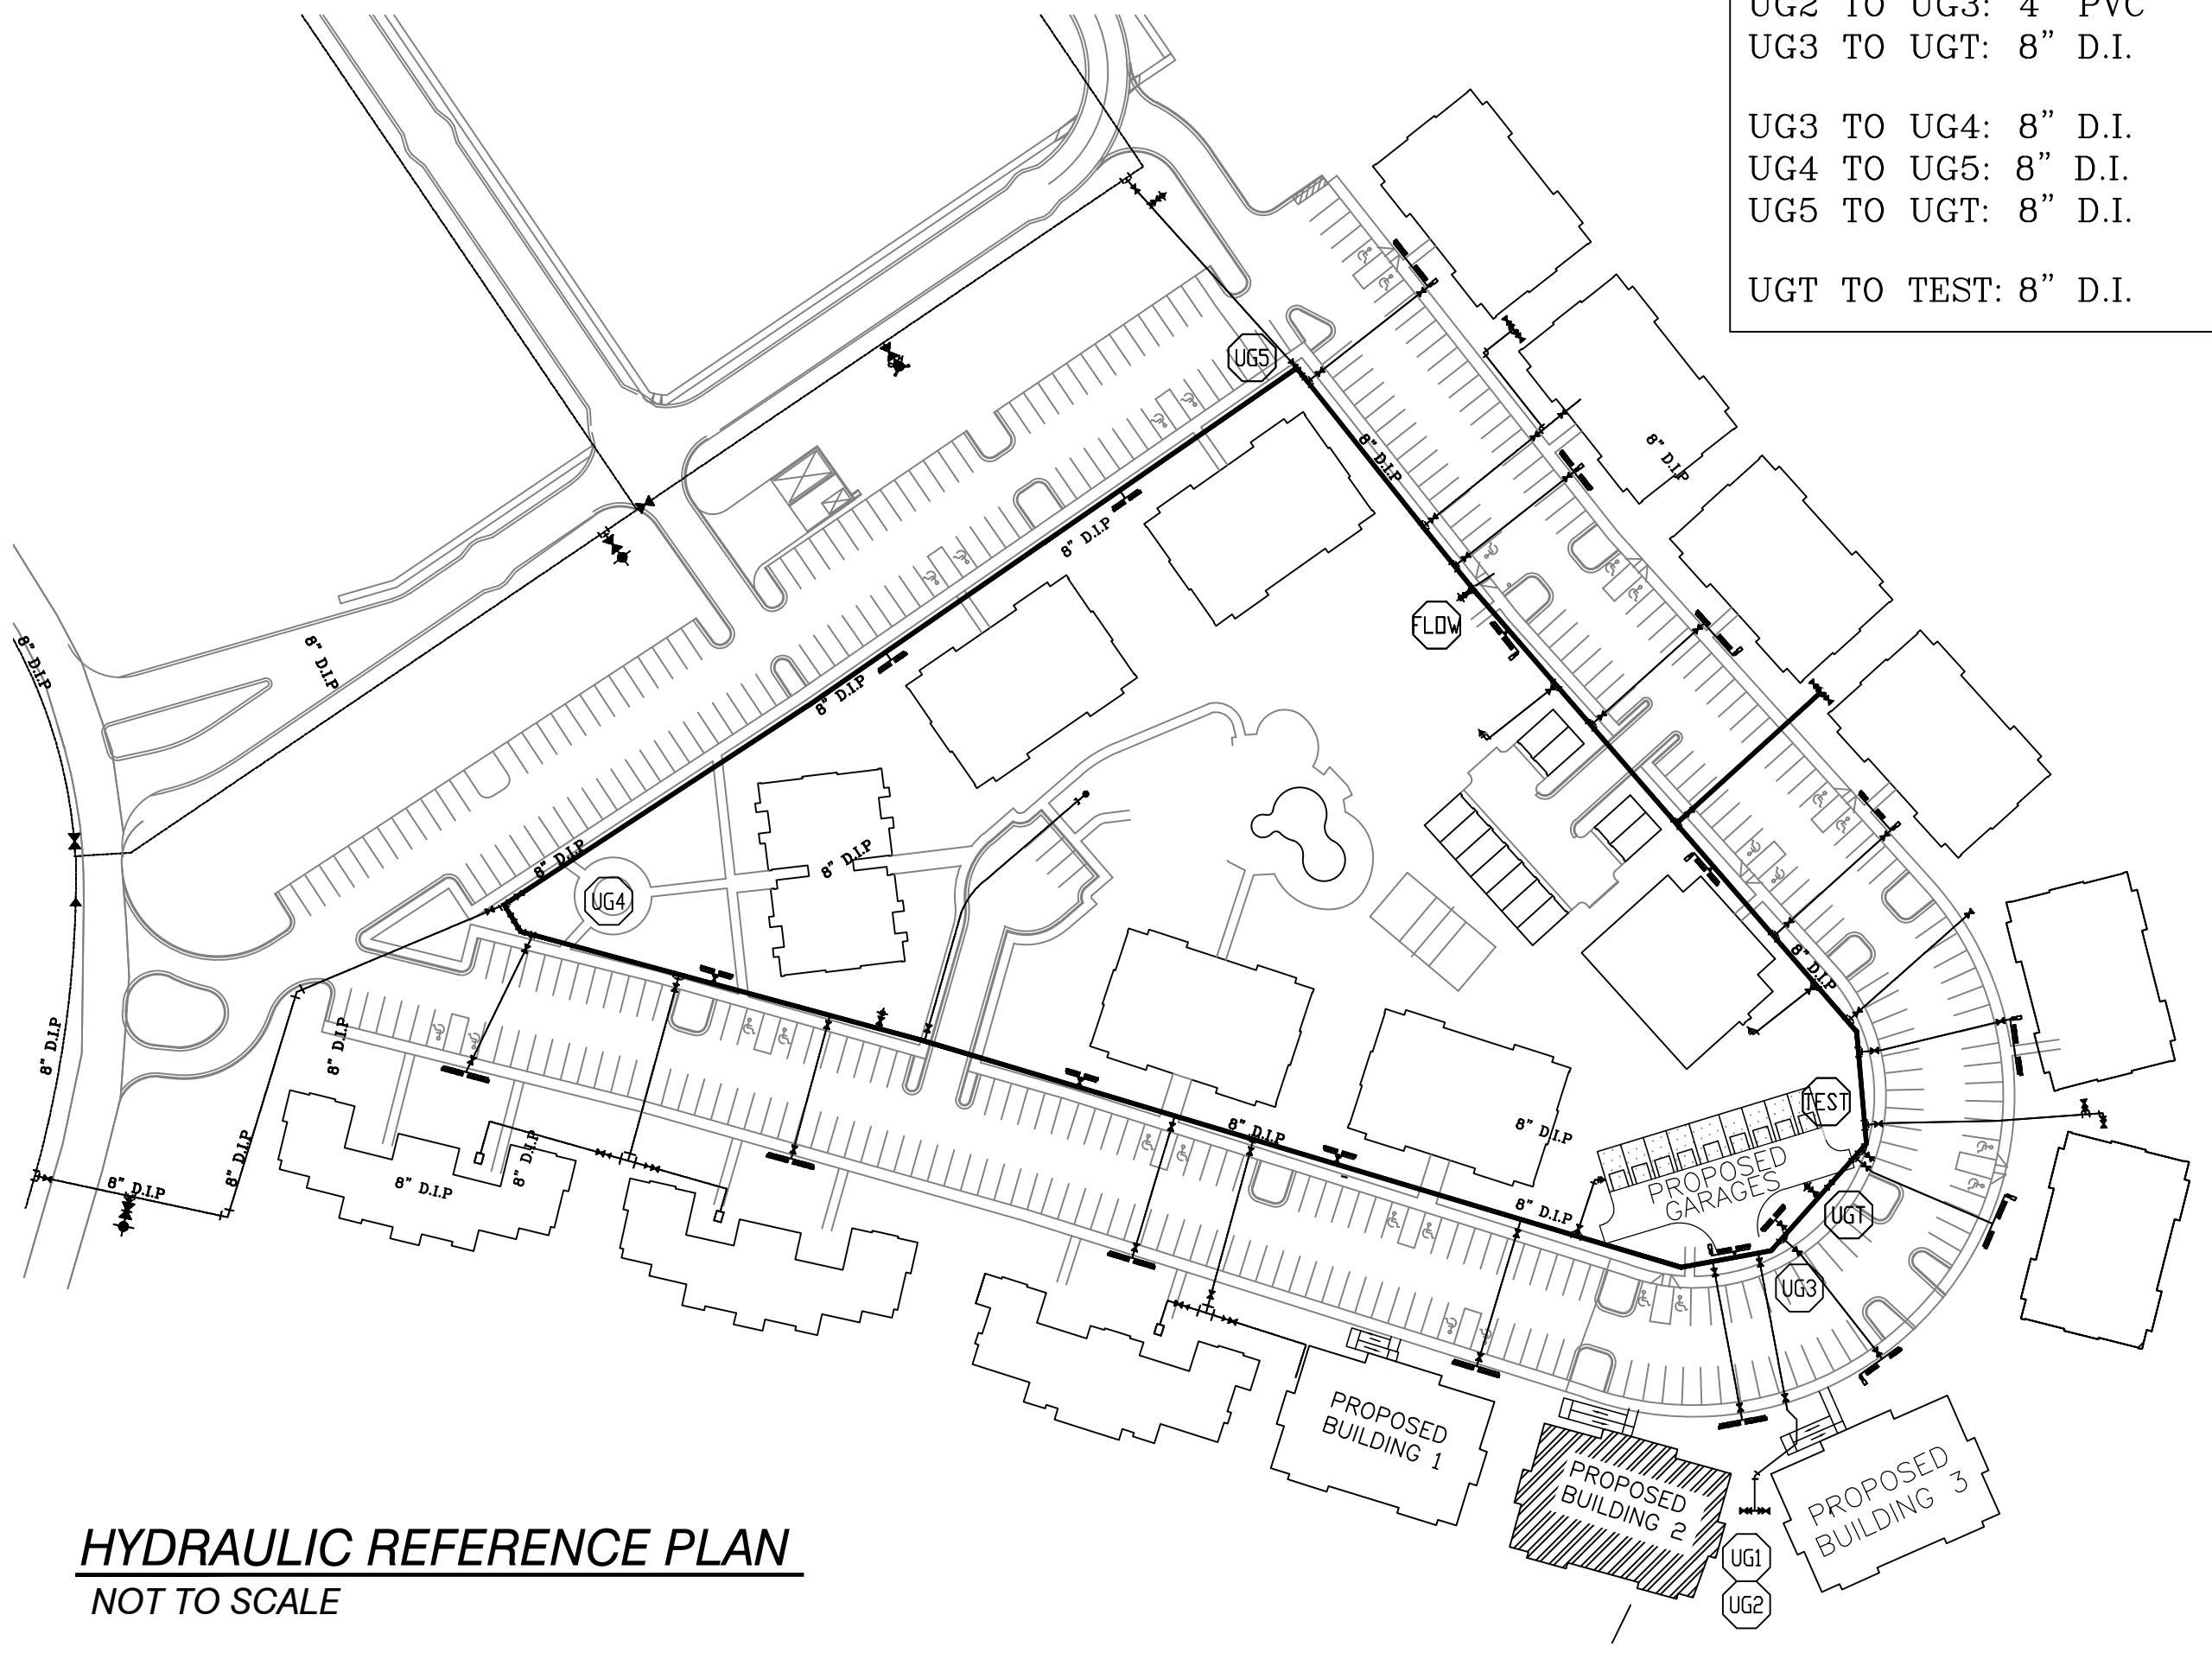 UG2 TO UG3: 4" PVC
UG3 TO UGT: 8" D.I.
UG3 TO UG4: 8" D.I.
UG4 TO UG5: 8" D.I.
UG5 TO UGT: 8" D.I.
UGT TO TEST: 8" D.I.
UG5
8" D.I.P
8" D.I.P
8" D.I.P
FLOW
8" D.I.P
8" D.I.P
8" D.I.P
8" D.I.P
8" D.I.P
UG4
8" D.I.P
8" D.I.P
8" D.I.P
8" D.I.P
TEST
8" D.I.P
8" D.I.P
8" D.I.P
8" D.I.P
8" D.I.P
8" D.I.P
8" D.I.P
PROPOSED
GARAGES
UGT
UG3
PROPOSED
BUILDING 1
PROPOSED
BUILDING 2
PROPOSED
BUILDING 3
UG1
UG2
HYDRAULIC REFERENCE PLAN
NOT TO SCALE